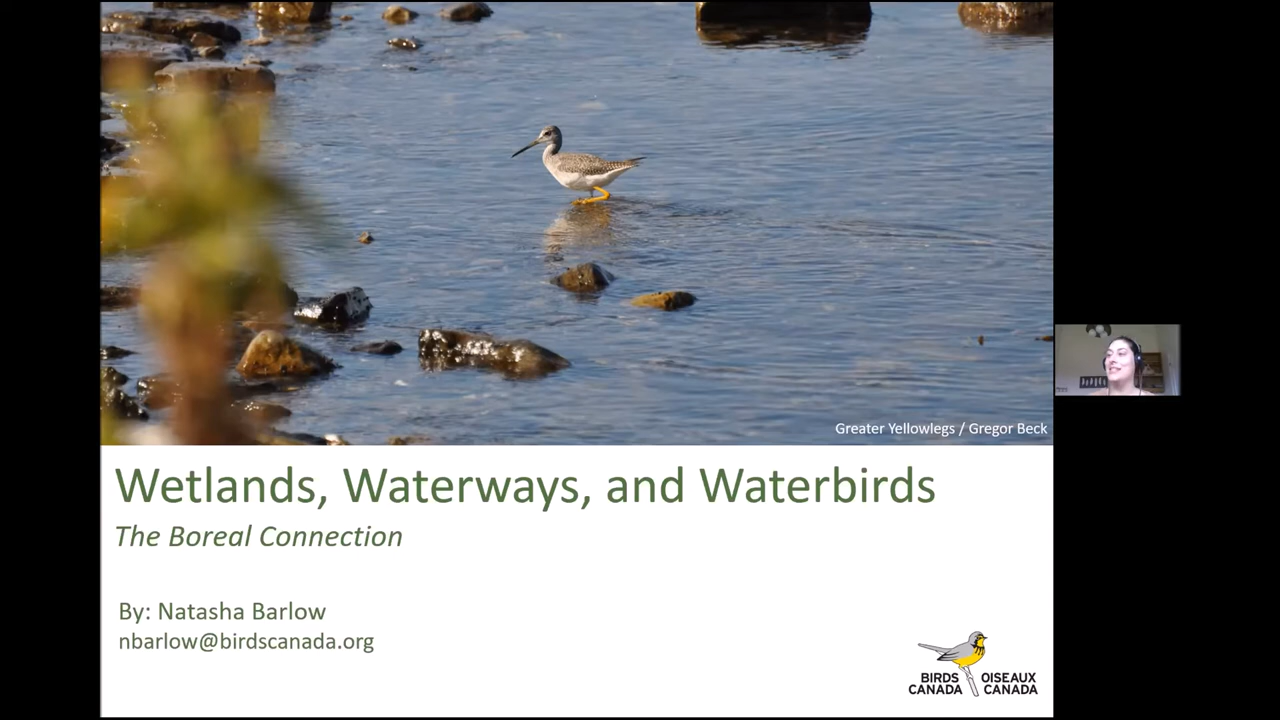 Greater Yellowlegs / Gregor Beck
Wetlands, Waterways, and Waterbirds
The Boreal Connection
By: Natasha Barlow
nbarlow@birdscanada.org
BIRDS CANADA
OISEAUX CANADA